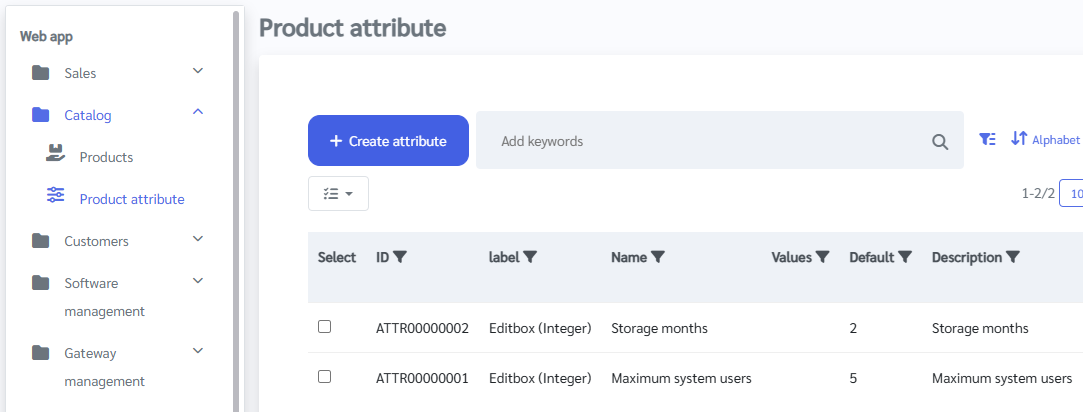 Web app
Sales
Catalog
Products
Product attribute
Customers
Software
management
Gateway
management
Product attribute
+ Create attribute
Add keywords
Alphabet
1-2/2
10
Select ID label Name Values Default Description
ATTR00000002 Editbox (Integer) Storage months 2 Storage months
ATTR00000001 Editbox (Integer) Maximum system users 5 Maximum system users